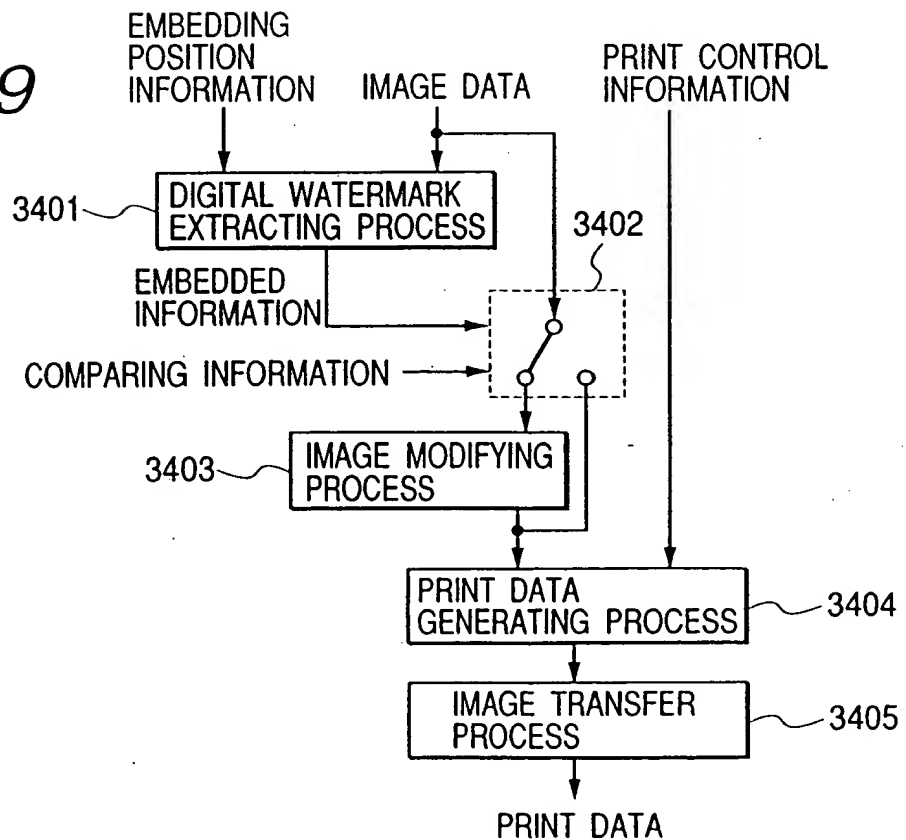 9
EMBEDDING
POSITION
INFORMATION
IMAGE DATA
PRINT CONTROL
INFORMATION
3401
DIGITAL WATERMARK
EXTRACTING PROCESS
3402
EMBEDDED
INFORMATION
COMPARING INFORMATION
3403
IMAGE MODIFYING
PROCESS
PRINT DATA
GENERATING PROCESS
3404
IMAGE TRANSFER
PROCESS
3405
PRINT DATA